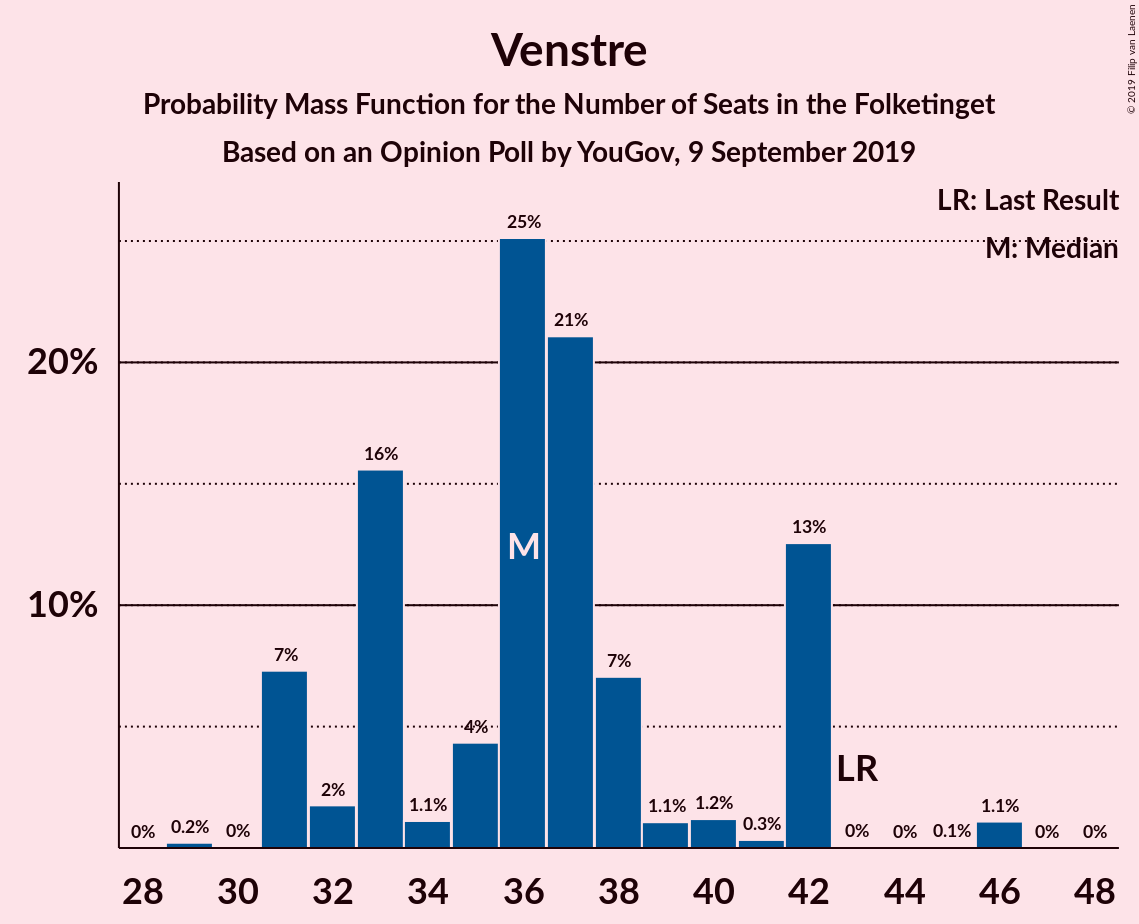 Venstre
Probability Mass Function for the Number of Seats in the Folketinget
Based on an Opinion Poll by YouGov, 9 September 2019
© 2019 Filip van Laenen
LR: Last Result
M: Median
20%
10%
0%
0.2%
0%
7%
2%
16%
1.1%
4%
25%
21%
7%
1.1%
1.2%
0.3%
13%
0%
0%
0.1%
1.1%
0%
0%
M
LR
28 30 32 34 36 38 40 42 44 46 48